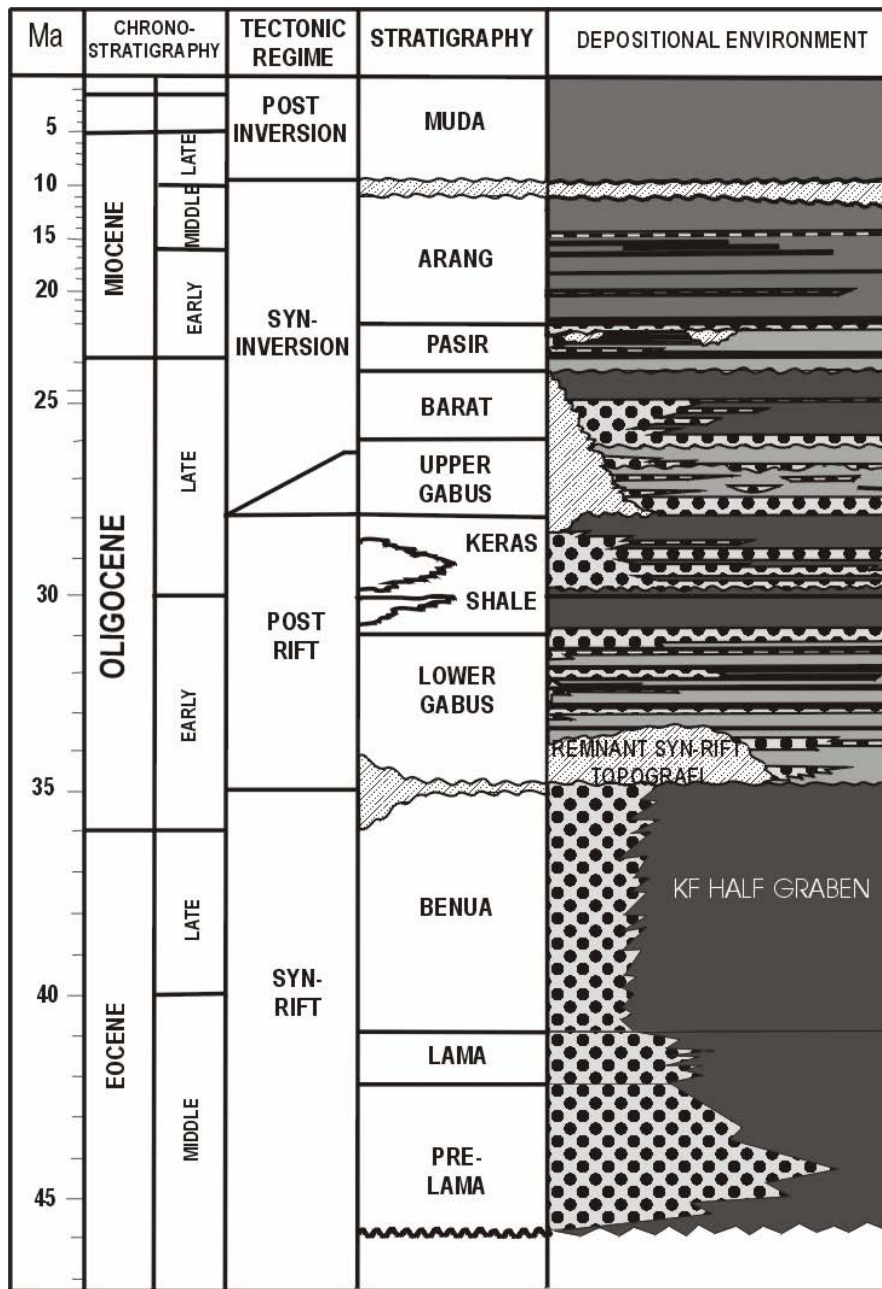 Ma
CHRONO-
STRATIGRAPHY
TECTONIC
REGIME
STRATIGRAPHY
DEPOSITIONAL ENVIRONMENT
5
10
15
20
25
30
35
40
45
MIOCENE
OLIGOCENE
EOCENE
LATE
MIDDLE
EARLY
LATE
EARLY
LATE
MIDDLE
POST
INVERSION
SYN-
INVERSION
POST
RIFT
SYN-
RIFT
MUDA
ARANG
PASIR
BARAT
UPPER
GABUS
KERAS
SHALE
LOWER
GABUS
BENUA
LAMA
PRE-
LAMA
REMNANT SYN-RIFT
TOPOGRAFI
KF HALF GRABEN